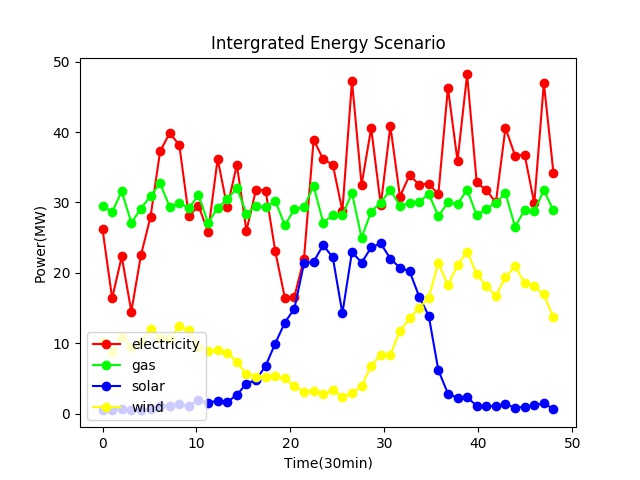 Intergrated Energy Scenario
Power(MW)
50
40
30
20
10
0
electricity
gas
solar
wind
0 10 20 30 40 50
Time(30min)